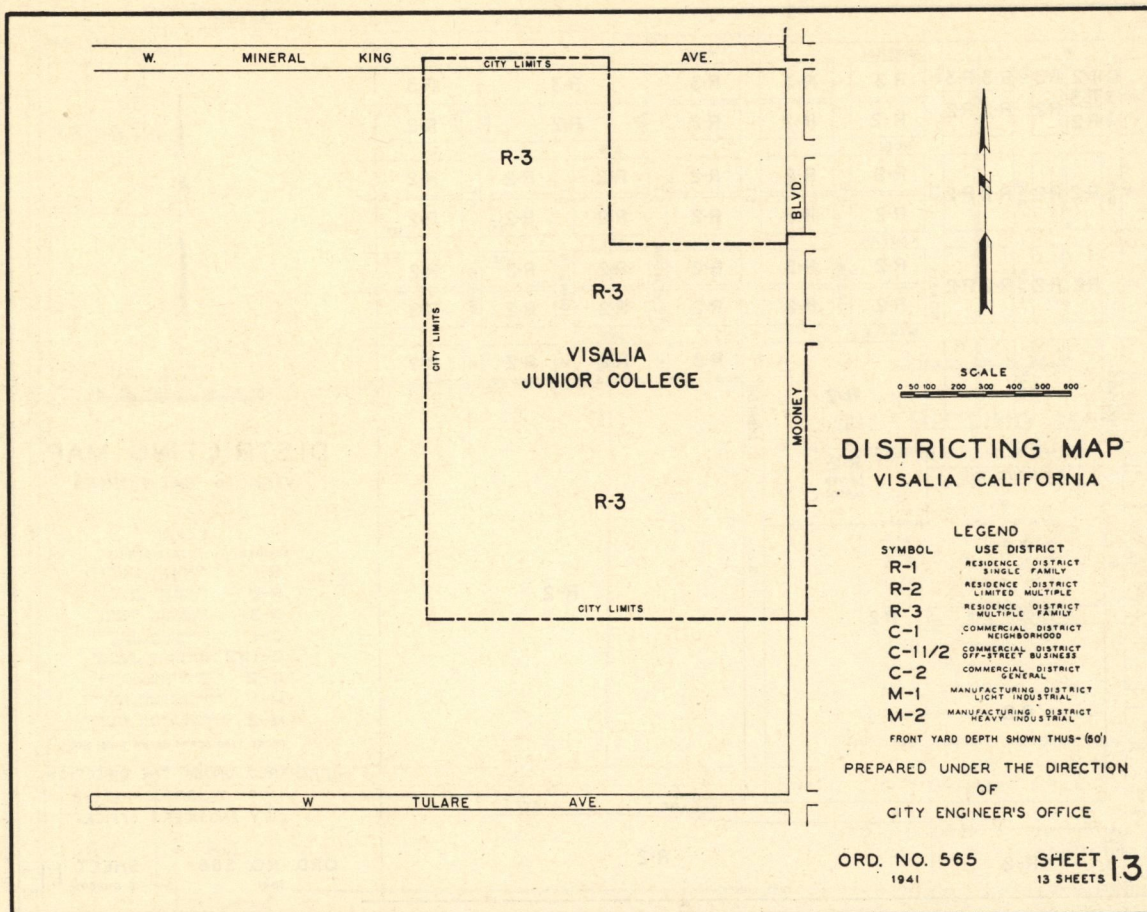 W. MINERAL KING AVE.
CITY LIMITS
R-3
BLVD.
R-3
CITY LIMITS
VISALIA
JUNIOR COLLEGE
MOONEY
R-3
CITY LIMITS
W TULARE AVE.
N
SCALE
0 50 100 200 300 400 500 600
DISTRICTING MAP
VISALIA CALIFORNIA
LEGEND
SYMBOL USE DISTRICT
R-1 RESIDENCE DISTRICT
SINGLE FAMILY
R-2 RESIDENCE DISTRICT
LIMITED MULTIPLE
R-3 RESIDENCE DISTRICT
MULTIPLE FAMILY
C-1 COMMERCIAL DISTRICT
NEIGHBORHOOD
C-11/2 COMMERCIAL DISTRICT
OFF-STREET BUSINESS
C-2 COMMERCIAL DISTRICT
GENERAL
M-1 MANUFACTURING DISTRICT
LIGHT INDUSTRIAL
M-2 MANUFACTURING DISTRICT
HEAVY INDUSTRIAL
FRONT YARD DEPTH SHOWN THUS-(50')
PREPARED UNDER THE DIRECTION
OF
CITY ENGINEER'S OFFICE
ORD. NO. 565 SHEET 13
1941 13 SHEETS